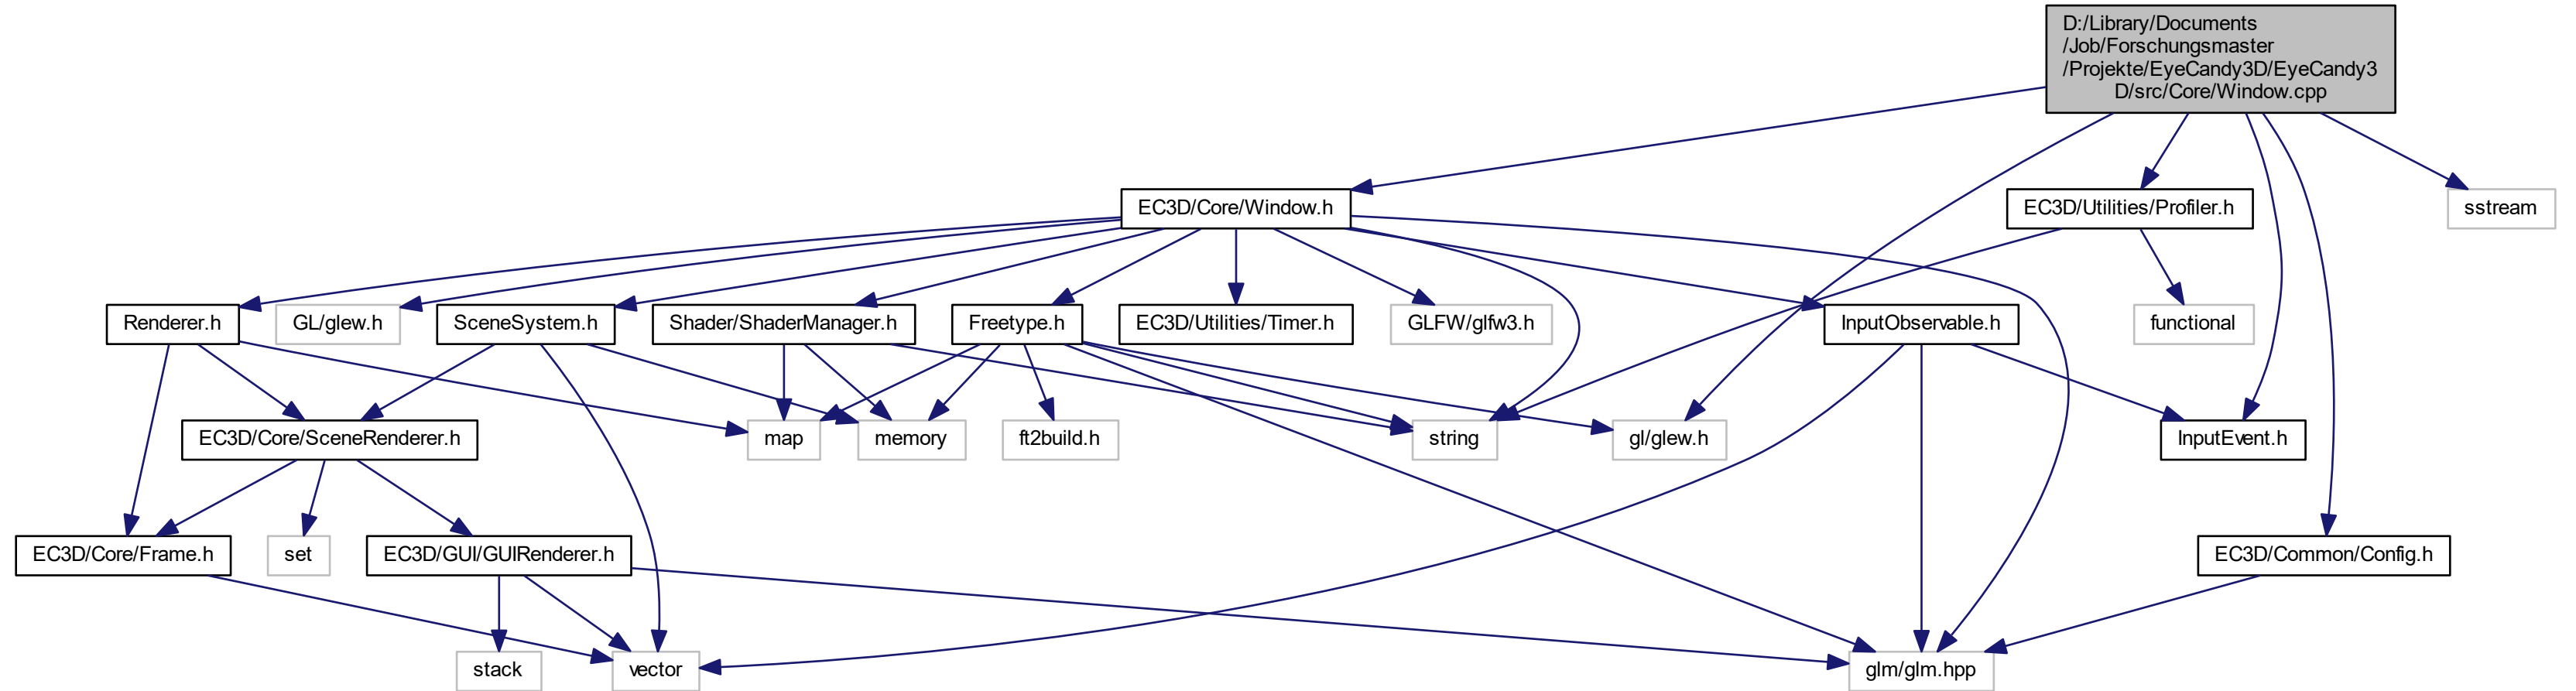 D:/Library/Documents
/Job/Forschungsmaster
/Projekte/EyeCandy3D/EyeCandy3
D/src/Core/Window.cpp
EC3D/Core/Window.h
EC3D/Utilities/Profiler.h
sstream
Renderer.h
GL/glew.h
SceneSystem.h
Shader/ShaderManager.h
Freetype.h
EC3D/Utilities/Timer.h
GLFW/glfw3.h
InputObservable.h
functional
EC3D/Core/SceneRenderer.h
map
memory
ft2build.h
string
gl/glew.h
InputEvent.h
EC3D/Core/Frame.h
set
EC3D/GUI/GUIRenderer.h
EC3D/Common/Config.h
stack
vector
glm/glm.hpp